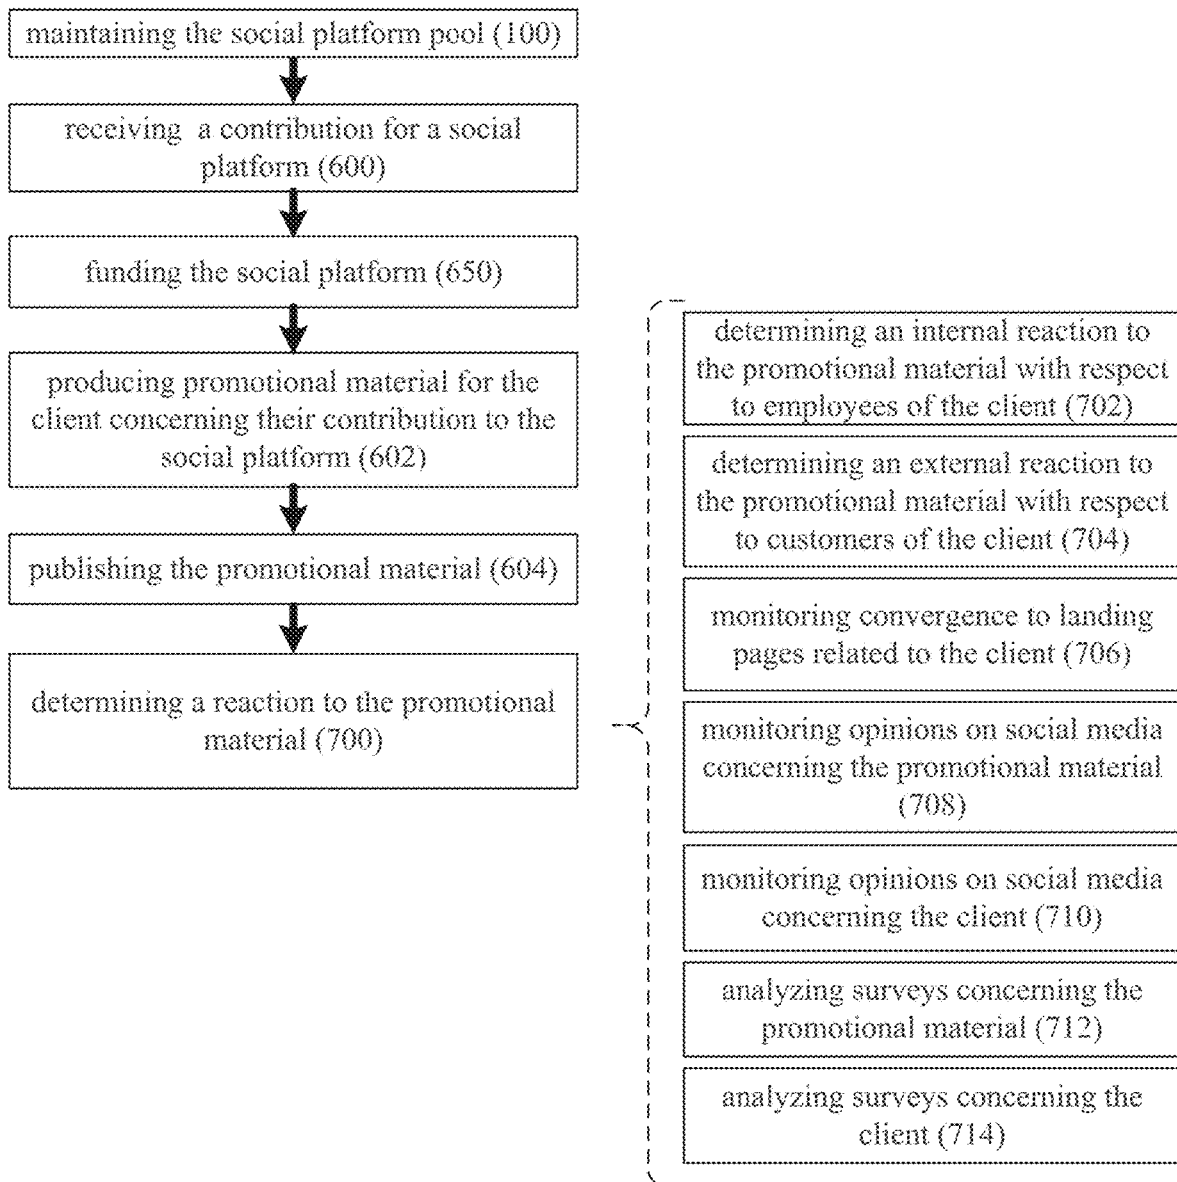 maintaining the social platform pool (100)
receiving a contribution for a social
platform (600)
funding the social platform (650)
producing promotional material for the
client concerning their contribution to the
social platform (602)
publishing the promotional material (604)
determining a reaction to the promotional
material (700)
determining an internal reaction to
the promotional material with respect
to employees of the client (702)
determining an external reaction to
the promotional material with respect
to customers of the client (704)
monitoring convergence to landing
pages related to the client (706)
monitoring opinions on social media
concerning the promotional material
(708)
monitoring opinions on social media
concerning the client (710)
analyzing surveys concerning the
promotional material (712)
analyzing surveys concerning the
client (714)